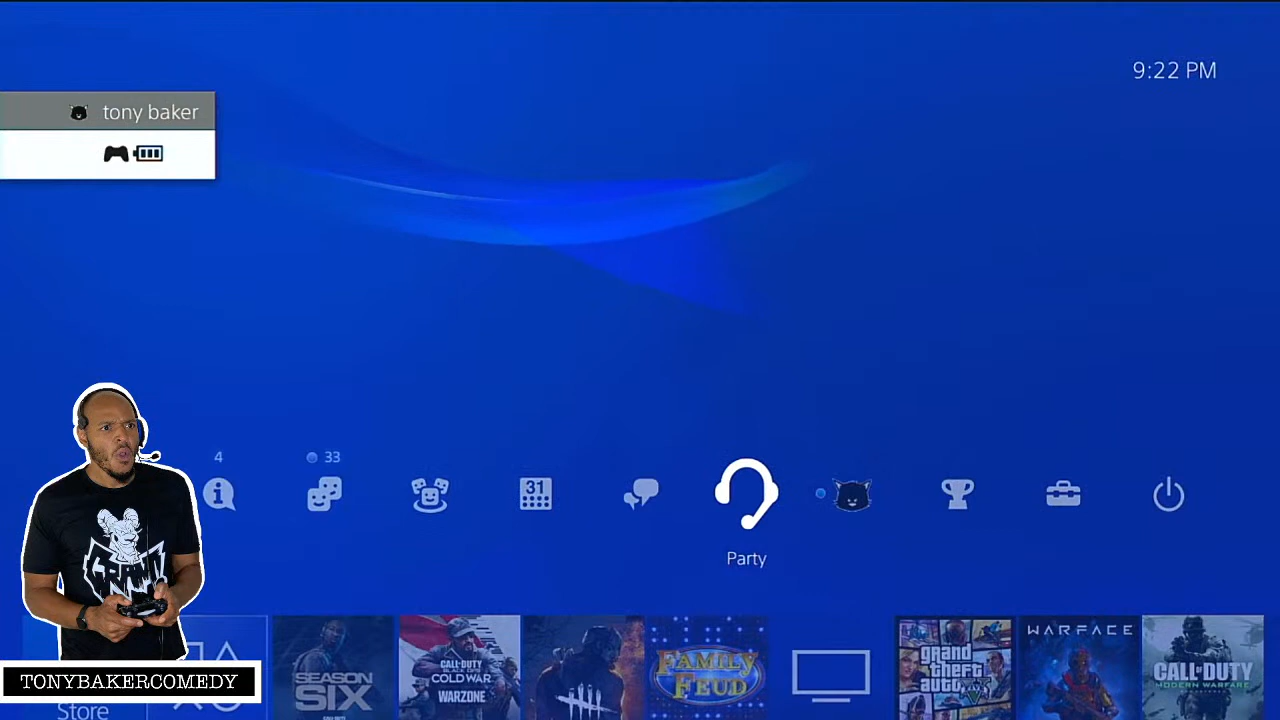 9:22 PM
tony baker
4
33
31
Party
GRAWT
SEASON
SIX
CALL OF DUTY
BLACK OPS
COLD WAR
WARZONE
FAMILY
FEUD
grand
theft
auto
V
WARFACE
CALL OF DUTY
MODERN WARFARE
TONYBAKERCOMEDY
Store